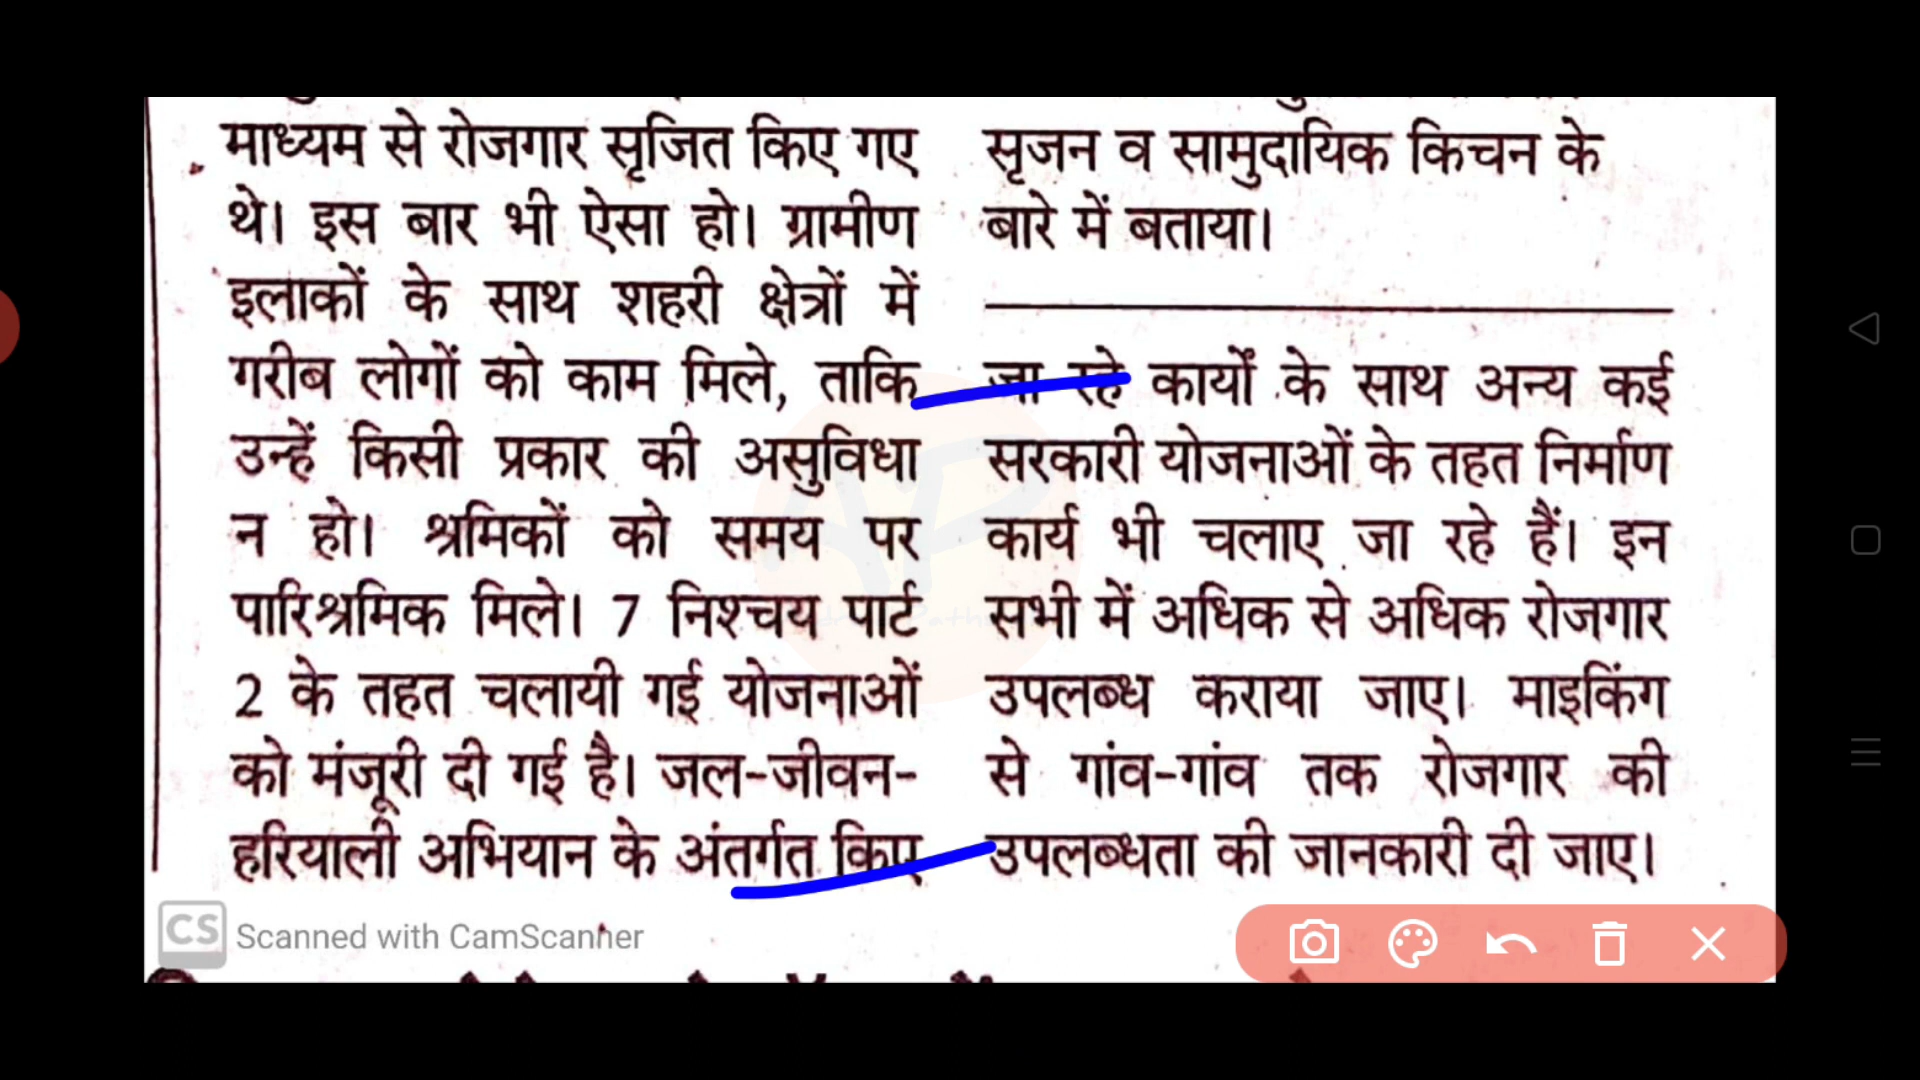 माध्यम से रोजगार सृजित किए गए
थे। इस बार भी ऐसा हो। ग्रामीण
इलाकों के साथ शहरी क्षेत्रों में
गरीब लोगों को काम मिले, ताकि
उन्हें किसी प्रकार की असुविधा
न हो। श्रमिकों को समय पर
पारिश्रमिक मिले। 7 निश्चय पार्ट
2 के तहत चलायी गई योजनाओं
को मंजूरी दी गई है। जल-जीवन-
हरियाली अभियान के अंतर्गत किए
सृजन व सामुदायिक किचन के
बारे में बताया।
जा रहे कार्यों के साथ अन्य कई
सरकारी योजनाओं के तहत निर्माण
कार्य भी चलाए जा रहे हैं। इन
सभी में अधिक से अधिक रोजगार
उपलब्ध कराया जाए। माइकिंग
से गांव-गांव तक रोजगार की
उपलब्धता की जानकारी दी जाए।
CS Scanned with CamScanner